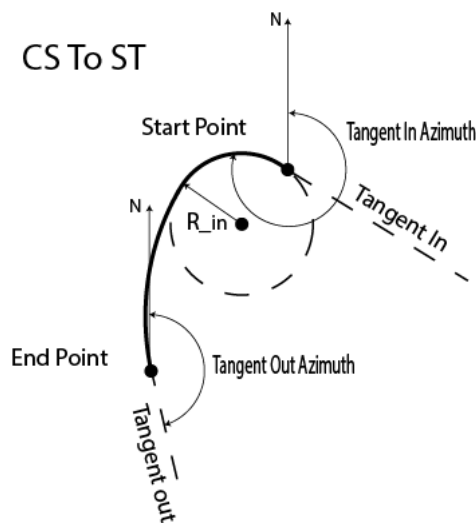 N
CS To ST
Start Point
Tangent In Azimuth
Tangent In
N
R_in
End Point
Tangent Out Azimuth
Tangent out